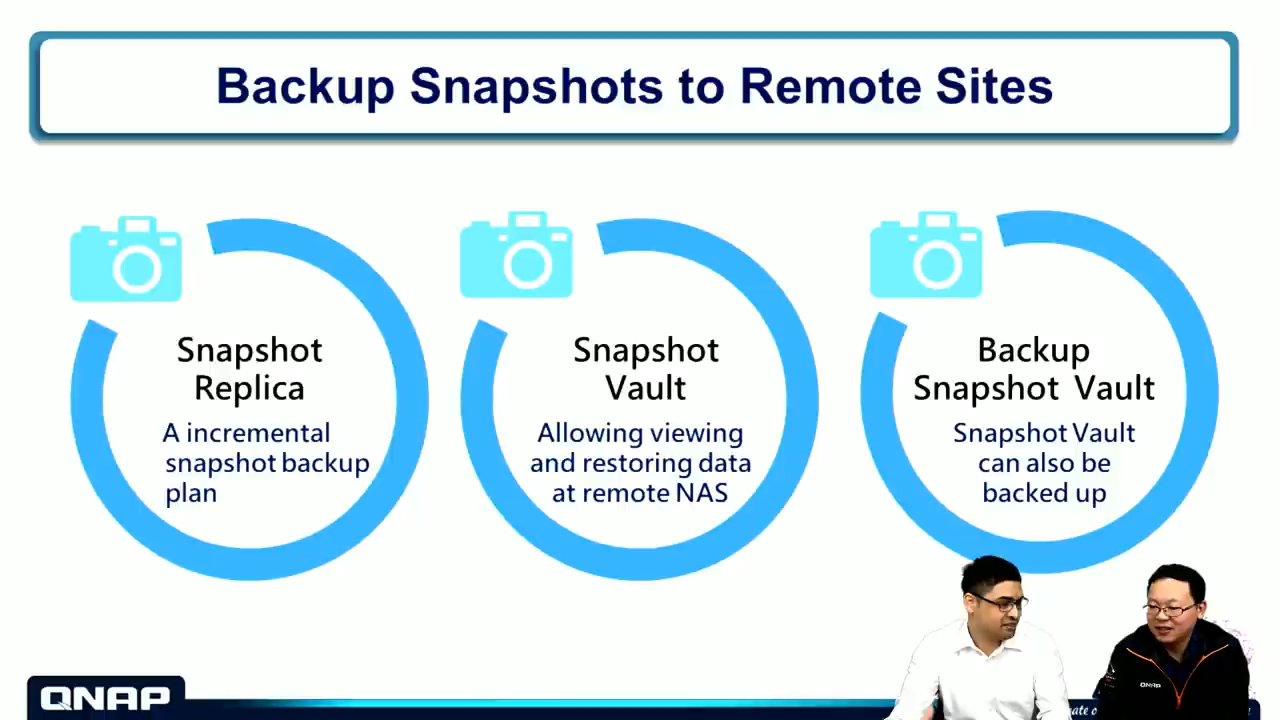 Backup Snapshots to Remote Sites
Snapshot
Replica
A incremental
snapshot backup
plan
Snapshot
Vault
Allowing viewing
and restoring data
at remote NAS
Backup
Snapshot Vault
Snapshot Vault
can also be
backed up
QNAP
QNAP